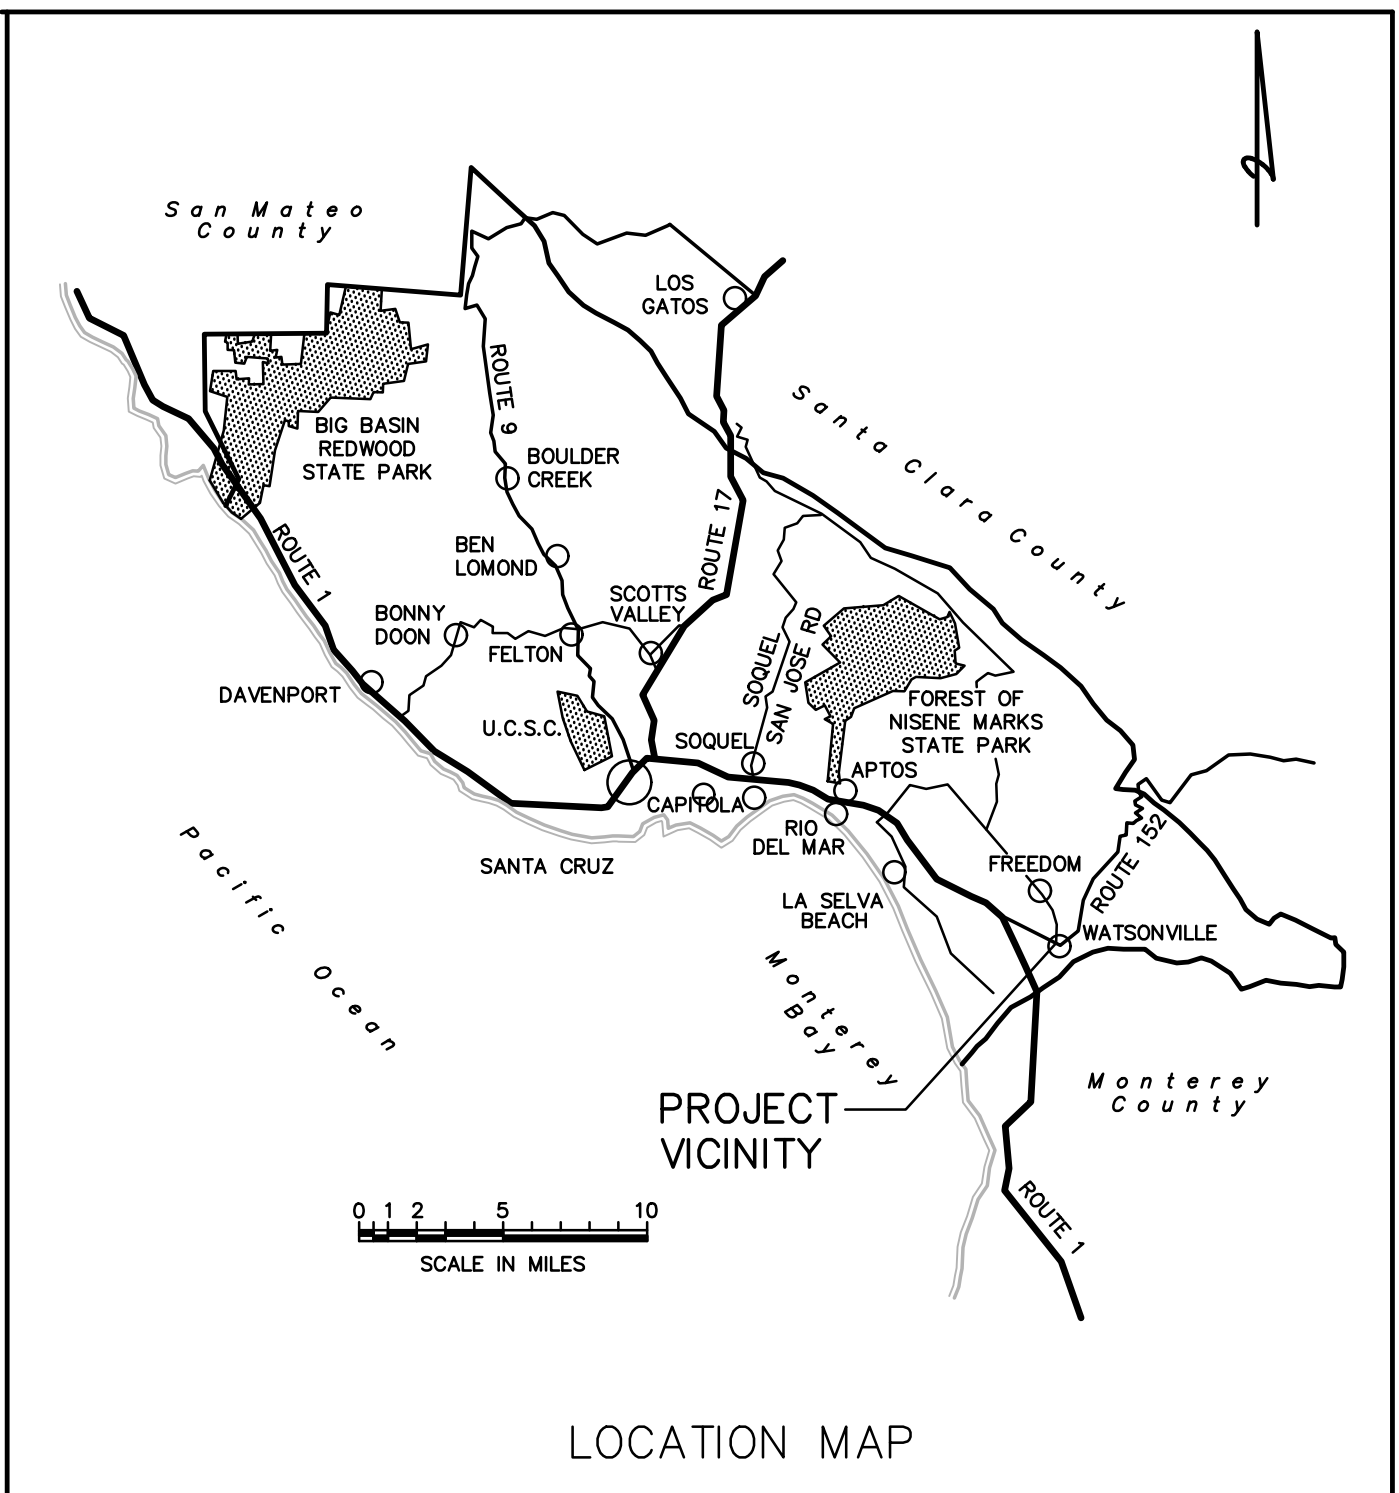 San Mateo
County
LOS
GATOS
ROUTE 9
Santa Clara County
BIG BASIN
REDWOOD
STATE PARK
BOULDER
CREEK
ROUTE 17
ROUTE 1
BEN
LOMOND
SCOTTS
VALLEY
BONNY
DOON
FELTON
SOQUEL
SAN JOSE RD
DAVENPORT
U.C.S.C.
FOREST OF
NISENE MARKS
STATE PARK
SOQUEL
APTOS
CAPITOLA
RIO
DEL MAR
SANTA CRUZ
FREEDOM
ROUTE 152
LA SELVA
BEACH
WATSONVILLE
Pacific Ocean
Monterey
Bay
Monterey
County
PROJECT
VICINITY
ROUTE 1
0 1 2 5 10
SCALE IN MILES
LOCATION MAP